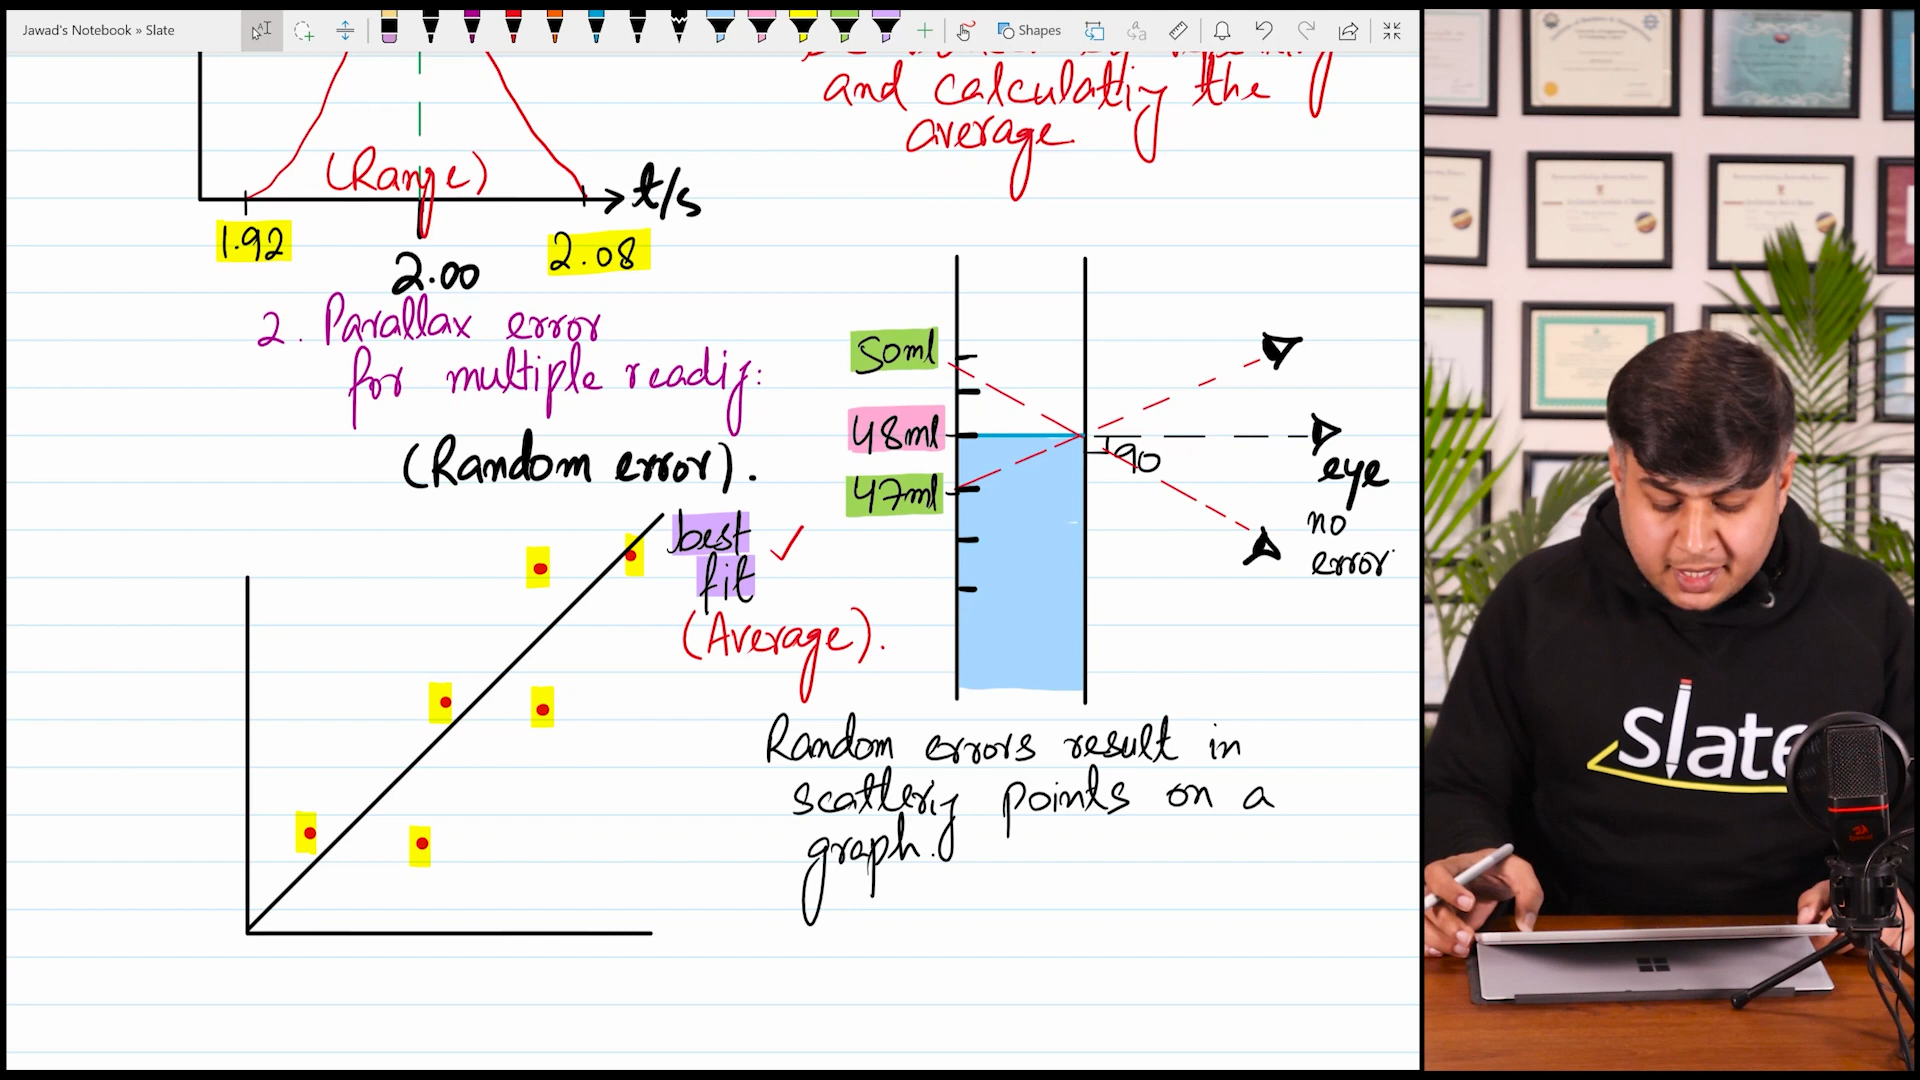 Jawad's Notebook » Slate
Shapes
and calculating the
average
(Range)
t/s
1.92
2.00
2.08
2. Parallax error
for multiple readig:
(Random error).
50ml
48ml
47ml
90
eye
no
error
best
fit
(Average).
Random errors result in
scatterig points on a
graph.
slate